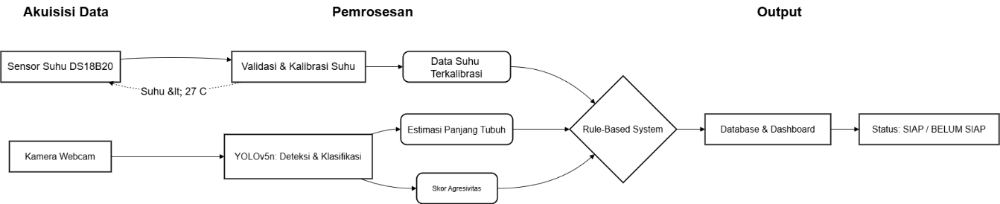 Akuisisi Data
Pemrosesan
Output
Sensor Suhu DS18B20
Validasi & Kalibrasi Suhu
Data Suhu
Terkalibrasi
Suhu &lt; 27 C
Kamera Webcam
YOLOv5n: Deteksi & Klasifikasi
Estimasi Panjang Tubuh
Skor Agresivitas
Rule-Based System
Database & Dashboard
Status: SIAP / BELUM SIAP